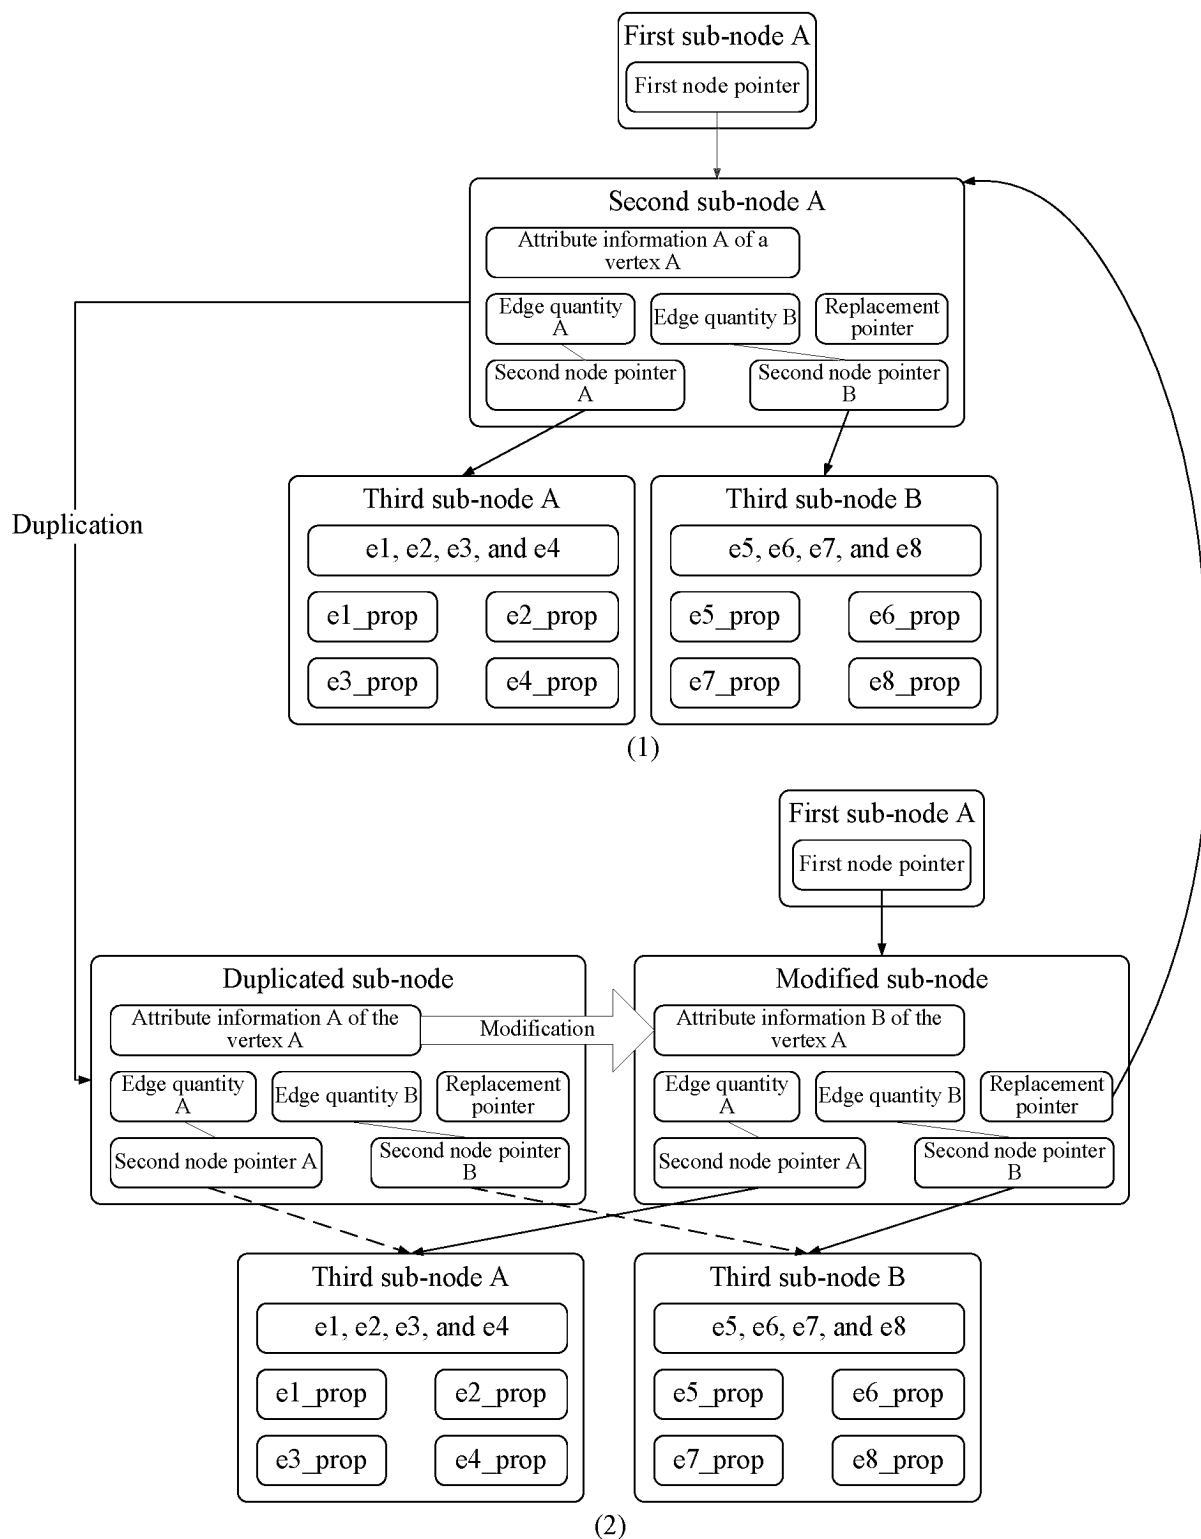 First sub-node A
First node pointer
Second sub-node A
Attribute information A of a
vertex A
Edge quantity
A
Edge quantity B
Replacement
pointer
Second node pointer
A
Second node pointer
B
Duplication
Third sub-node A
e1, e2, e3, and e4
e1_prop
e2_prop
e3_prop
e4_prop
Third sub-node B
e5, e6, e7, and e8
e5_prop
e6_prop
e7_prop
e8_prop
(1)
First sub-node A
First node pointer
Duplicated sub-node
Attribute information A of the
vertex A
Edge quantity
A
Edge quantity B
Replacement
pointer
Second node pointer A
Second node pointer
B
Modification
Modified sub-node
Attribute information B of the
vertex A
Edge quantity
A
Edge quantity B
Replacement
pointer
Second node pointer A
Second node pointer
B
Third sub-node A
e1, e2, e3, and e4
e1_prop
e2_prop
e3_prop
e4_prop
Third sub-node B
e5, e6, e7, and e8
e5_prop
e6_prop
e7_prop
e8_prop
(2)